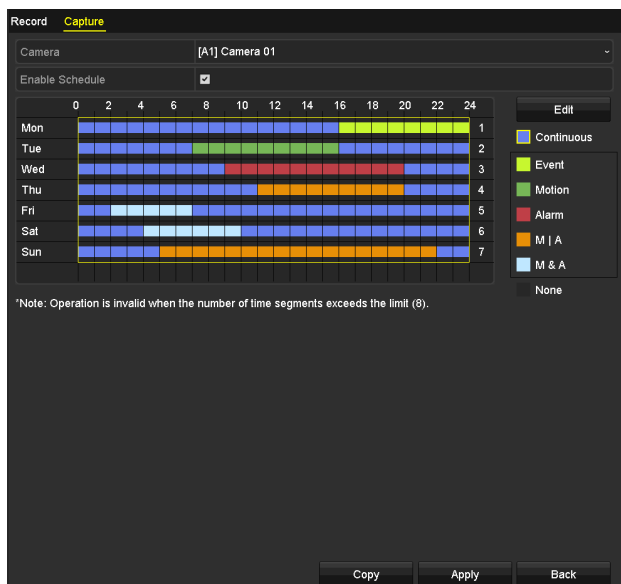 Record Capture
Camera [A1] Camera 01
Enable Schedule
0 2 4 6 8 10 12 14 16 18 20 22 24
Edit
Mon 1
Continuous
Tue 2
Event
Wed 3
Motion
Thu 4
Alarm
Fri 5
M | A
Sat 6
M & A
Sun 7
None
*Note: Operation is invalid when the number of time segments exceeds the limit (8).
Copy Apply Back